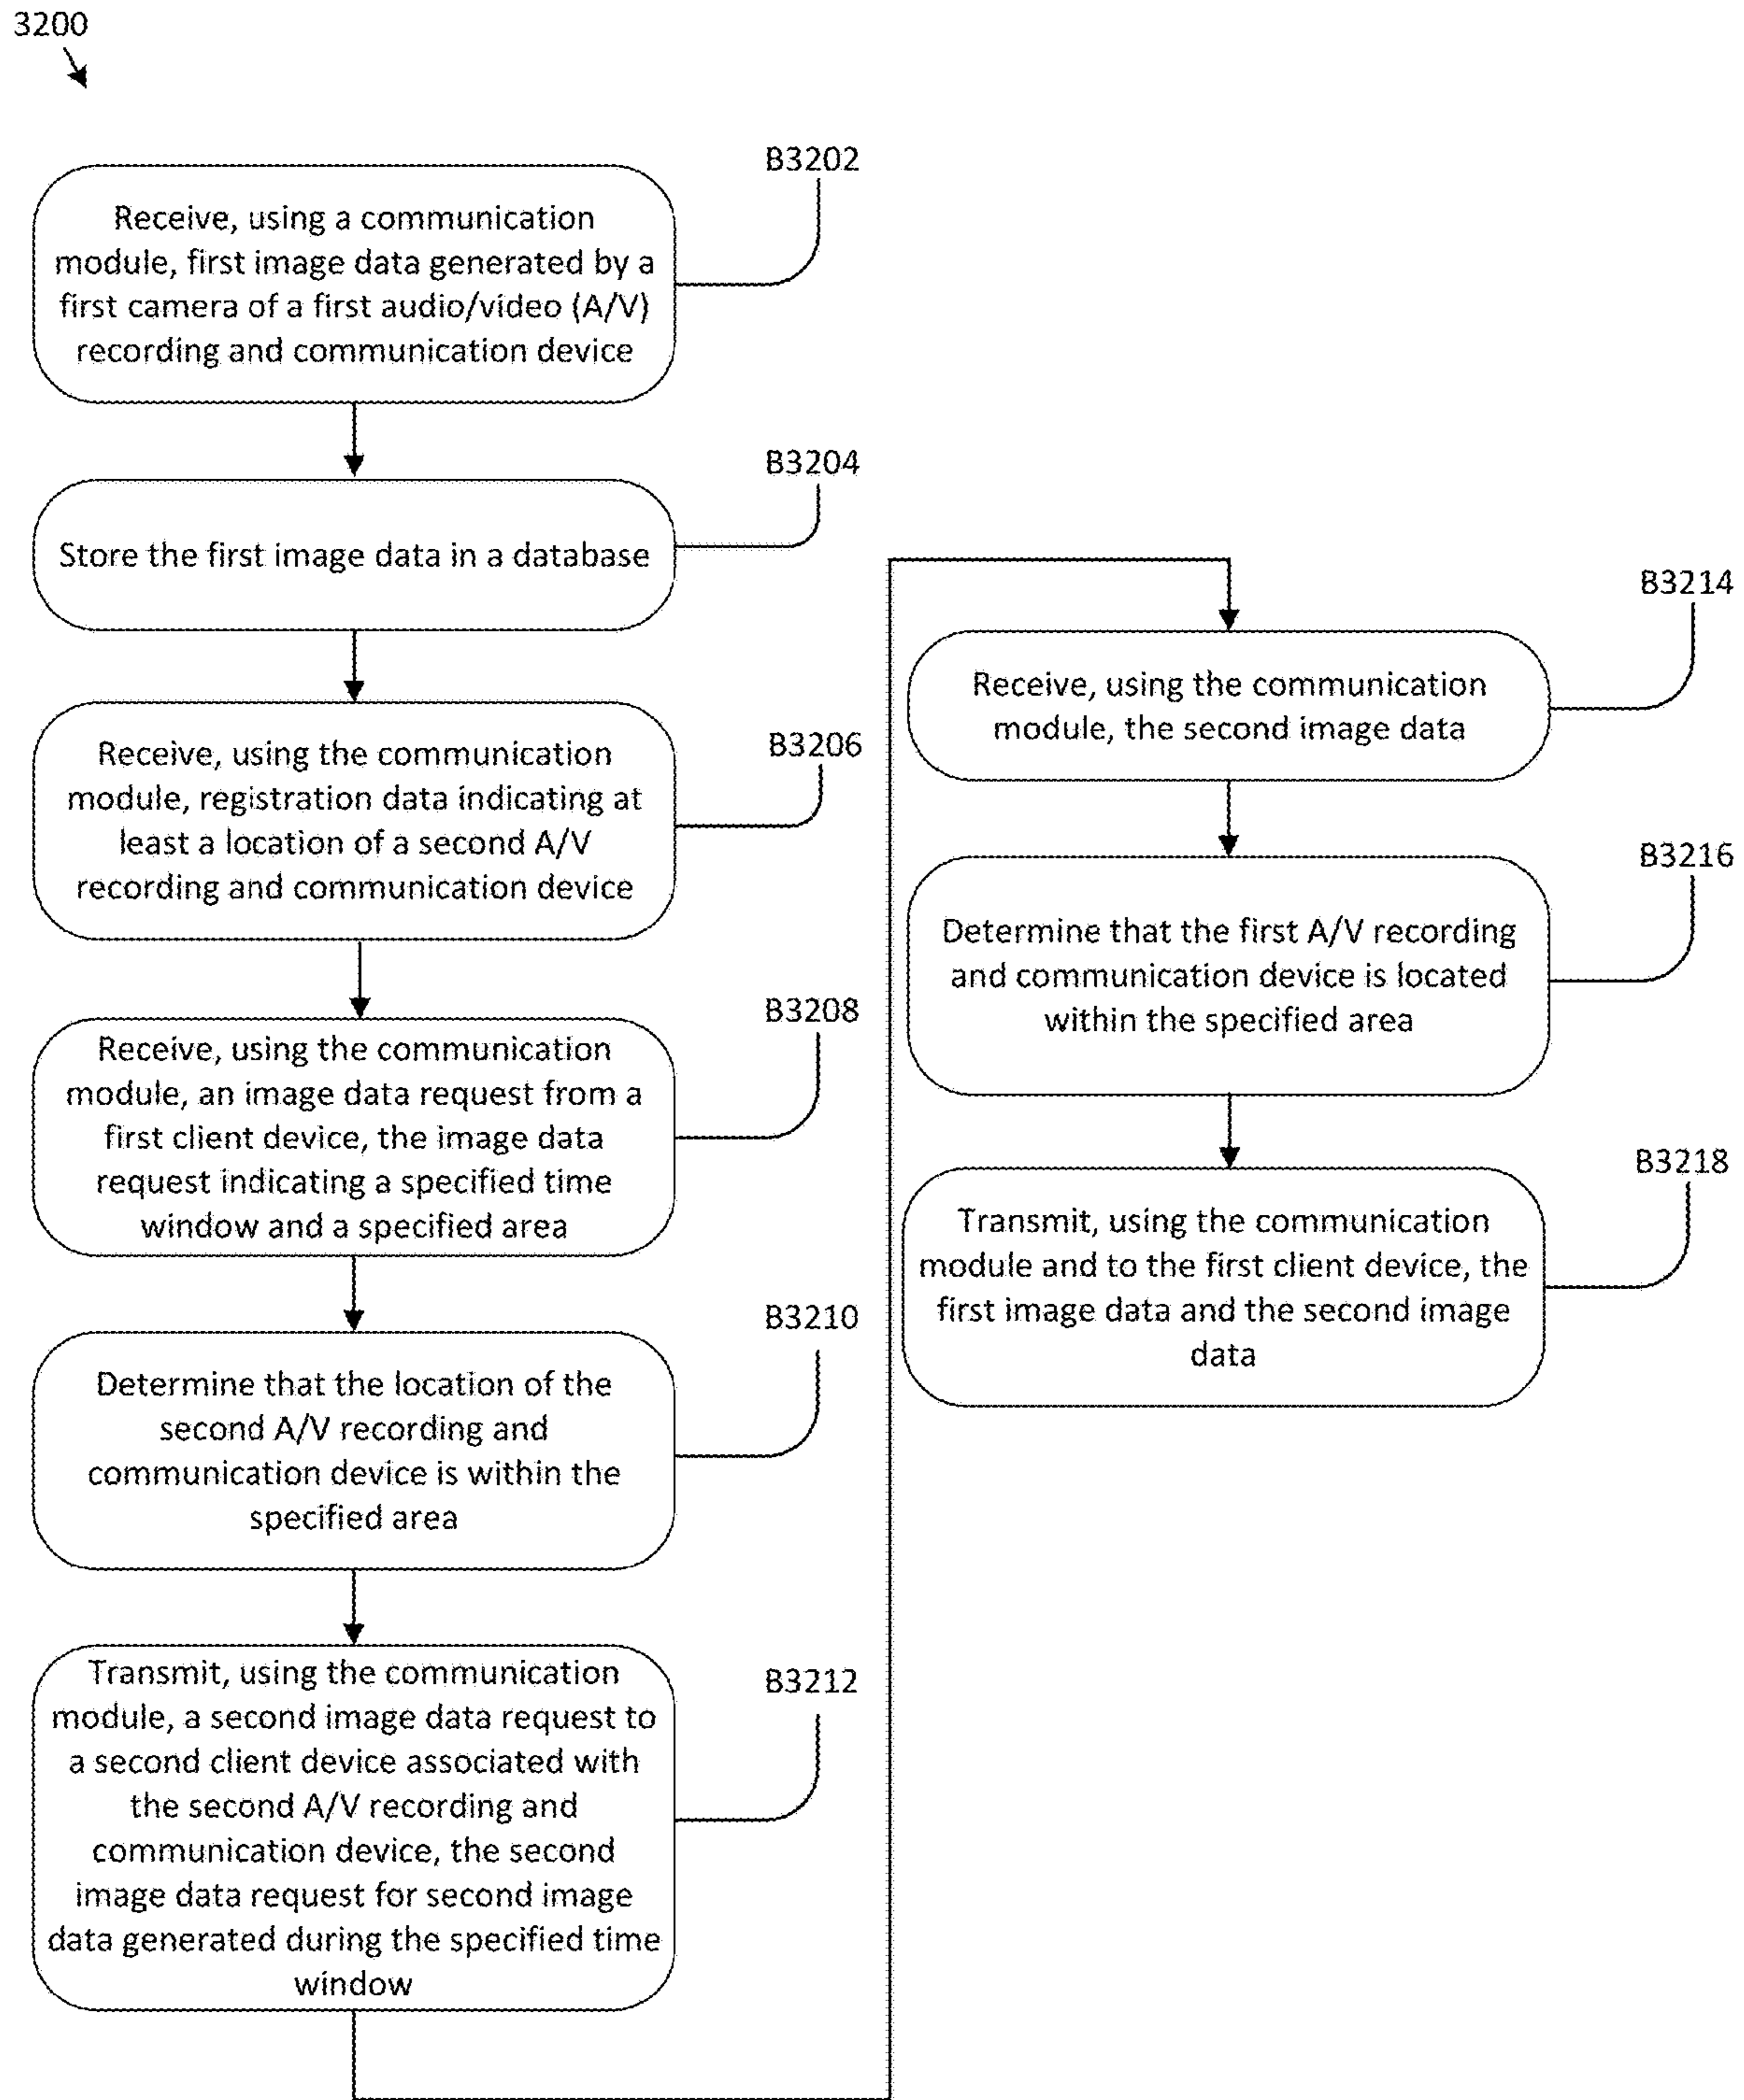 3200
B3202
Receive, using a communication
module, first image data generated by a
first camera of a first audio/video (A/V)
recording and communication device
B3204
Store the first image data in a database
B3206
Receive, using the communication
module, registration data indicating at
least a location of a second A/V
recording and communication device
B3208
Receive, using the communication
module, an image data request from a
first client device, the image data
request indicating a specified time
window and a specified area
B3210
Determine that the location of the
second A/V recording and
communication device is within the
specified area
B3212
Transmit, using the communication
module, a second image data request to
a second client device associated with
the second A/V recording and
communication device, the second
image data request for second image
data generated during the specified time
window
B3214
Receive, using the communication
module, the second image data
B3216
Determine that the first A/V recording
and communication device is located
within the specified area
B3218
Transmit, using the communication
module and to the first client device, the
first image data and the second image
data